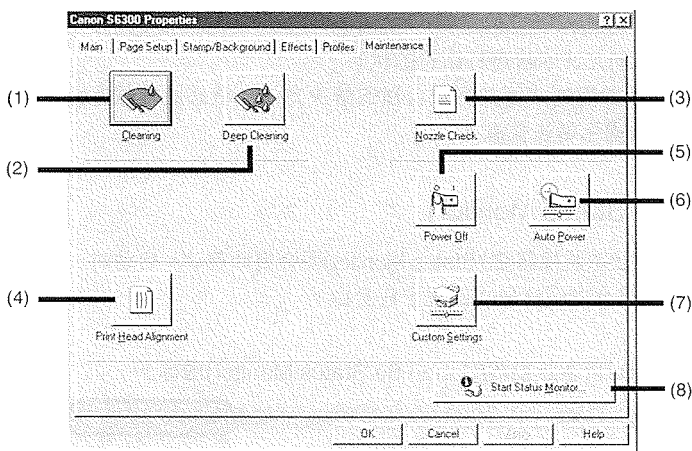 Canon S6300 Properties
Main Page Setup Stamp/Background Effects Profiles Maintenance
(1)
Cleaning
(2)
Deep Cleaning
(3)
Nozzle Check
(5)
Power Off
(6)
Auto Power
(4)
Print Head Alignment
(7)
Custom Settings
Start Status Monitor...
(8)
OK Cancel Apply Help